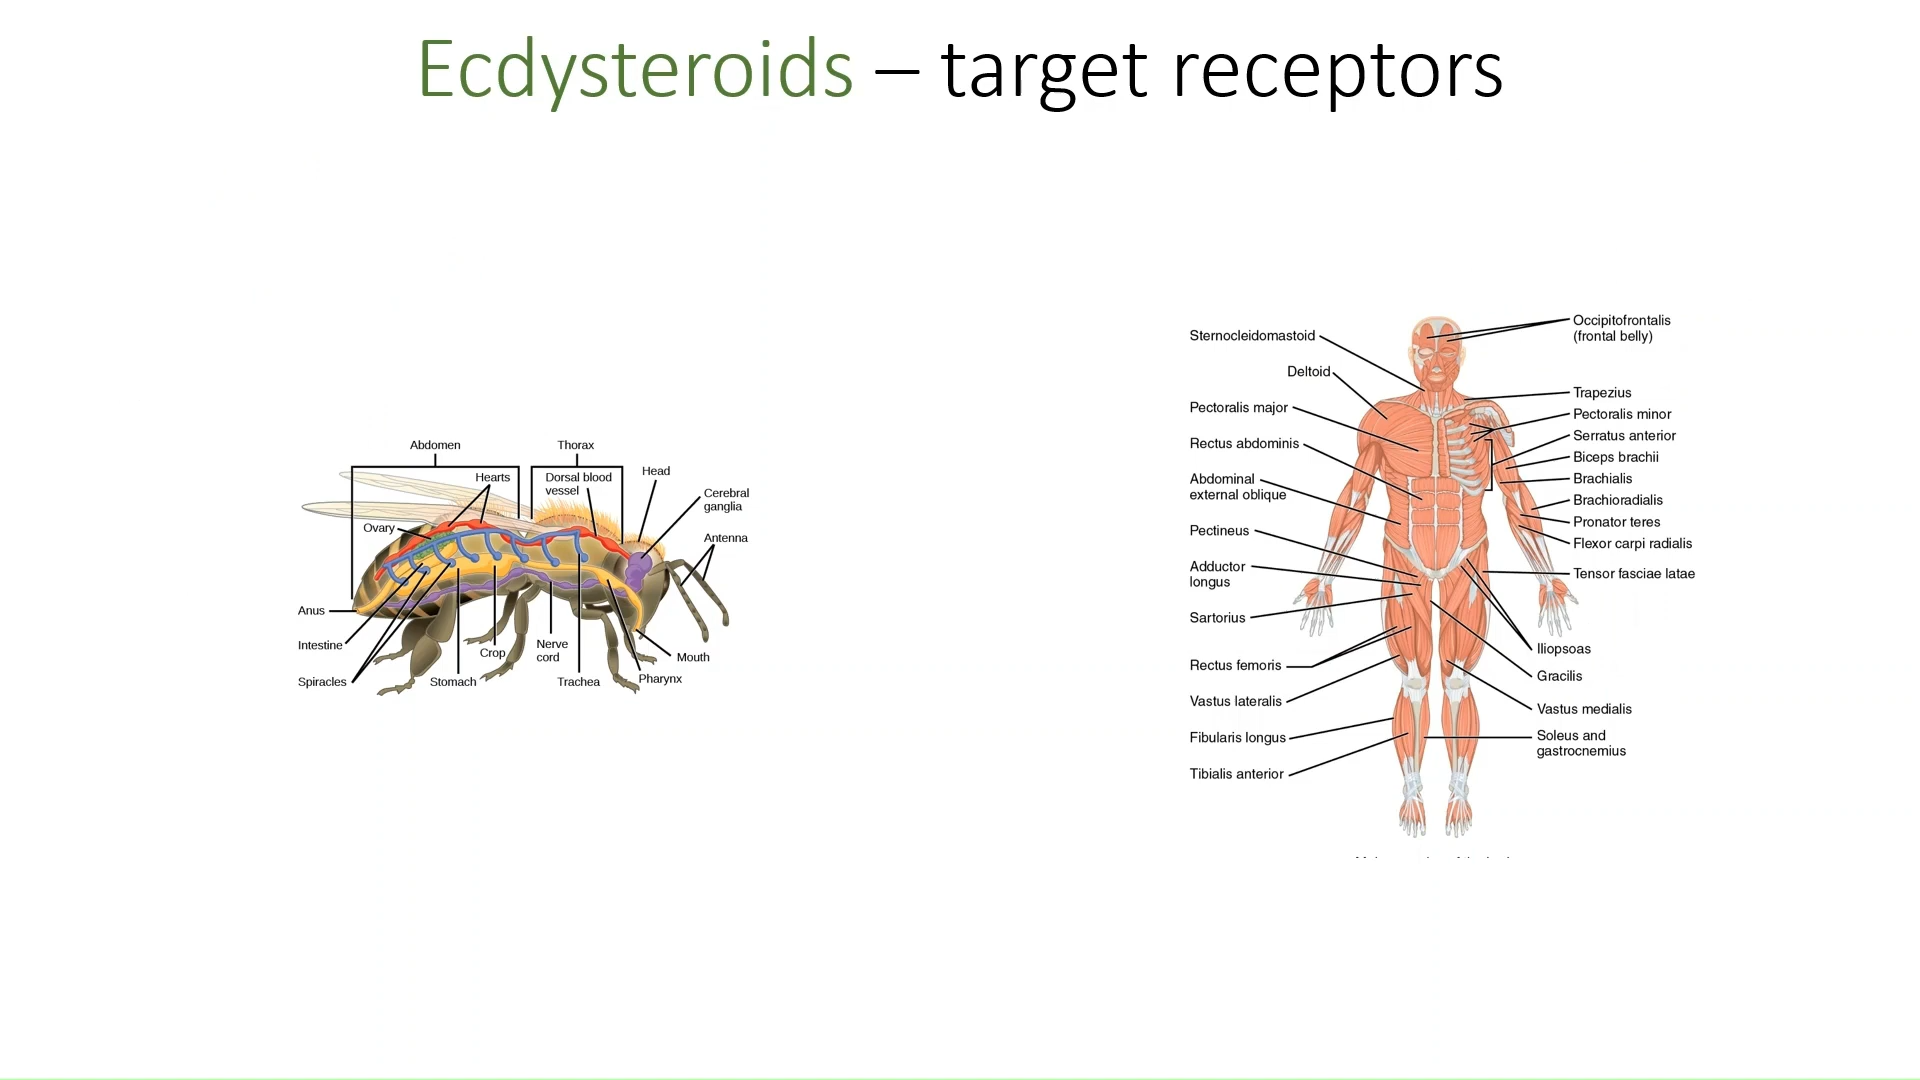 Ecdysteroids – target receptors
Abdomen
Thorax
Hearts
Dorsal blood
vessel
Head
Cerebral
ganglia
Ovary
Antenna
Anus
Intestine
Spiracles
Stomach
Crop
Nerve
cord
Trachea
Pharynx
Mouth
Sternocleidomastoid
Deltoid
Pectoralis major
Rectus abdominis
Abdominal
external oblique
Pectineus
Adductor
longus
Sartorius
Rectus femoris
Vastus lateralis
Fibularis longus
Tibialis anterior
Occipitofrontalis
(frontal belly)
Trapezius
Pectoralis minor
Serratus anterior
Biceps brachii
Brachialis
Brachioradialis
Pronator teres
Flexor carpi radialis
Tensor fasciae latae
Iliopsoas
Gracilis
Vastus medialis
Soleus and
gastrocnemius